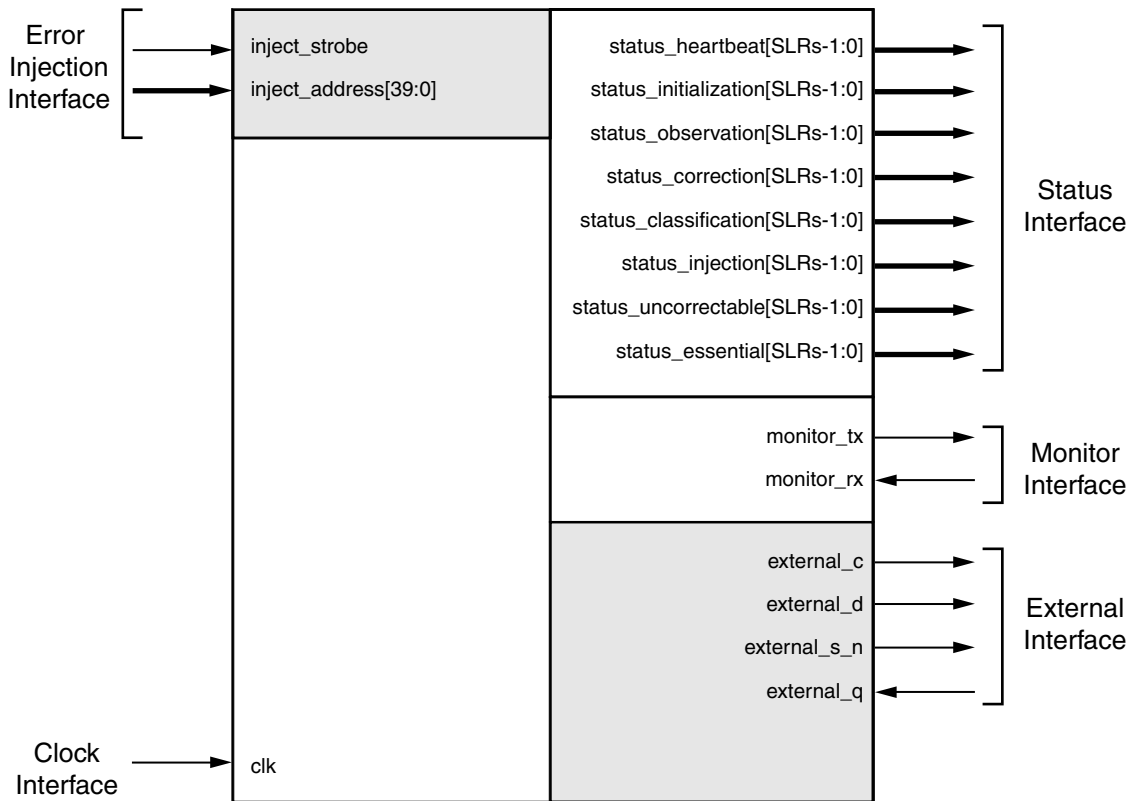 Error
Injection
Interface
inject_strobe
inject_address[39:0]
status_heartbeat[SLRs-1:0]
status_initialization[SLRs-1:0]
status_observation[SLRs-1:0]
status_correction[SLRs-1:0]
status_classification[SLRs-1:0]
status_injection[SLRs-1:0]
status_uncorrectable[SLRs-1:0]
status_essential[SLRs-1:0]
Status
Interface
monitor_tx
monitor_rx
Monitor
Interface
external_c
external_d
external_s_n
external_q
External
Interface
Clock
Interface
clk